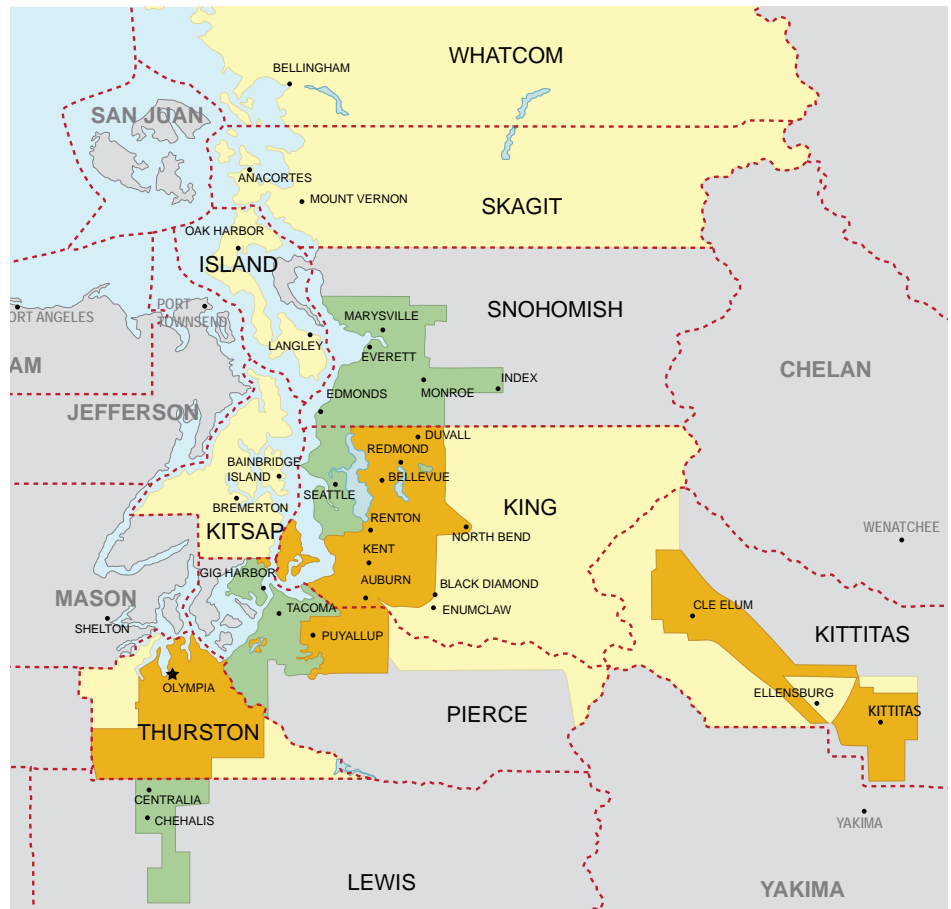 WHATCOM
BELLINGHAM
SAN JUAN
ANACORTES
MOUNT VERNON
SKAGIT
OAK HARBOR
ISLAND
SNOHOMISH
PORT
TOWNSEND
ORT ANGELES
MARYSVILLE
LANGLEY
EVERETT
AM
CHELAN
INDEX
MONROE
EDMONDS
JEFFERSON
DUVALL
REDMOND
BAINBRIDGE
ISLAND
BELLEVUE
SEATTLE
BREMERTON
KING
KITSAP
RENTON
NORTH BEND
WENATCHEE
KENT
GIG HARBOR
AUBURN
BLACK DIAMOND
MASON
TACOMA
ENUMCLAW
CLE ELUM
SHELTON
PUYALLUP
KITTITAS
OLYMPIA
ELLENSBURG
KITTITAS
PIERCE
THURSTON
CENTRALIA
CHEHALIS
YAKIMA
LEWIS
YAKIMA